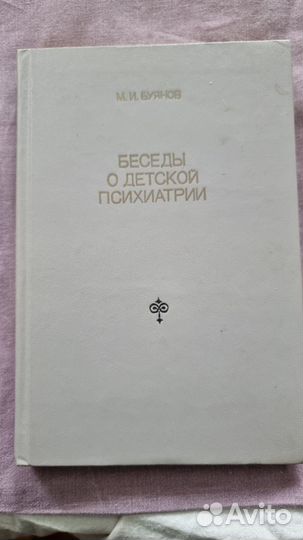 М. И. БУЯНОВ
БЕСЕДЫ
О ДЕТСКОЙ
ПСИХИАТРИИ
Avito